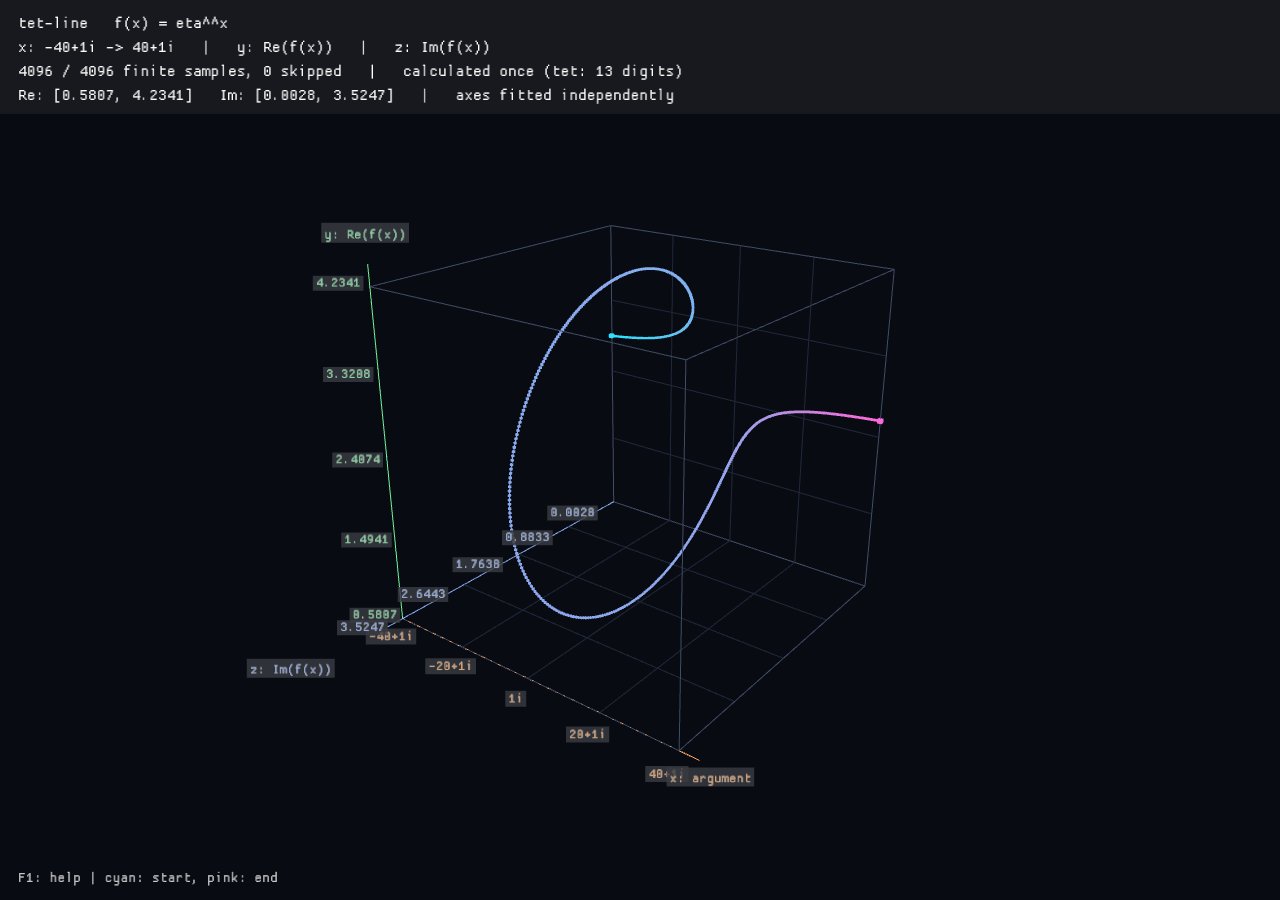 tet-line   f(x) = eta^^x
x: -40+1i -> 40+1i   |   y: Re(f(x))   |   z: Im(f(x))
4096 / 4096 finite samples, 0 skipped   |   calculated once (tet: 13 digits)
Re: [0.5807, 4.2341]   Im: [0.0028, 3.5247]   |   axes fitted independently
y: Re(f(x))
4.2341
3.3208
2.4074
1.4941
0.5807
0.0028
0.8833
1.7638
2.6443
3.5247
z: Im(f(x))
-40+1i
-20+1i
1i
20+1i
40+
x: argument
F1: help | cyan: start, pink: end